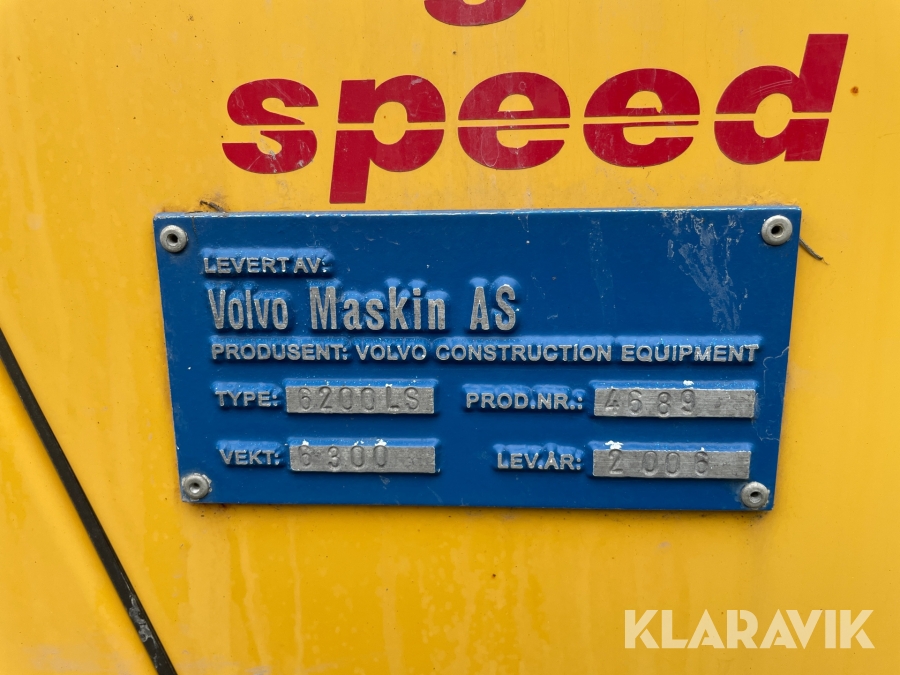 speed
LEVERT AV:
Volvo Maskin AS
PRODUSENT: VOLVO CONSTRUCTION EQUIPMENT
TYPE: 6200LS PROD.NR.: 4689
VEKT: 6300 LEV.ÅR: 2006
KLARAVIK